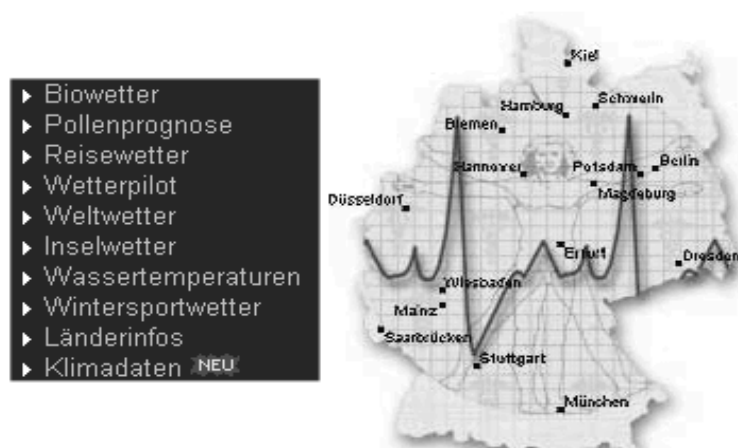 Biowetter
Pollenprognose
Reisewetter
Wetterpilot
Weltwetter
Inselwetter
Wassertemperaturen
Wintersportwetter
Länderinfos
Klimadaten NEU
Kiel
Hamburg
Schwerin
Bremen
Hannover
Potsdam
Berlin
Magdeburg
Düsseldorf
Erfurt
Dresden
Wiesbaden
Mainz
Saarbrücken
Stuttgart
München